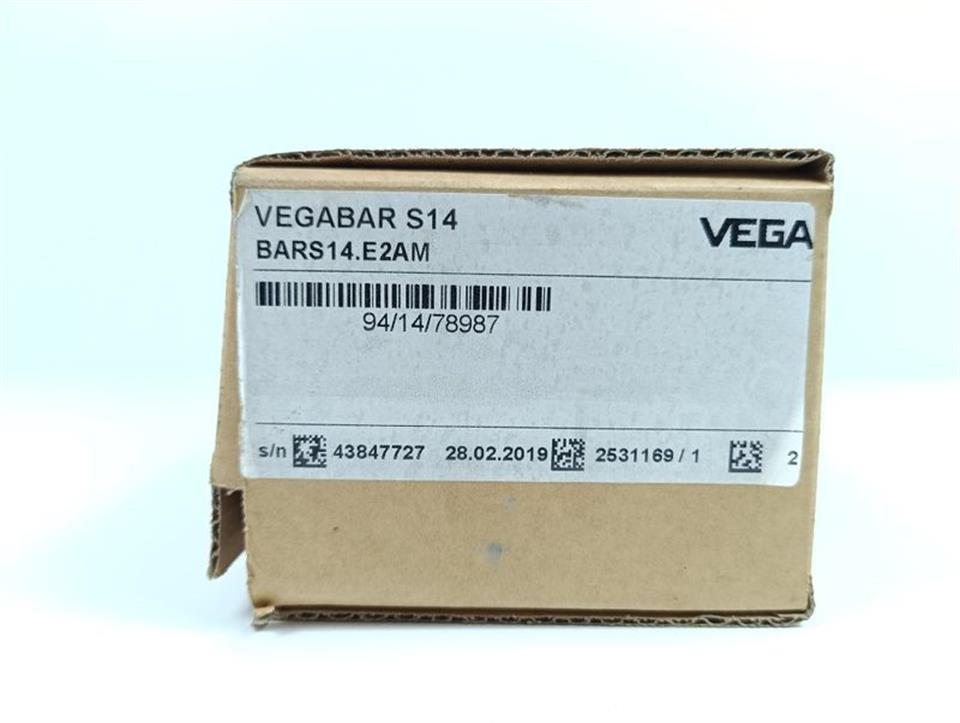 VEGABAR S14
VEGA
BARS14.E2AM
94/14/78987
s/n 43847727 28.02.2019 2531169 / 1 2